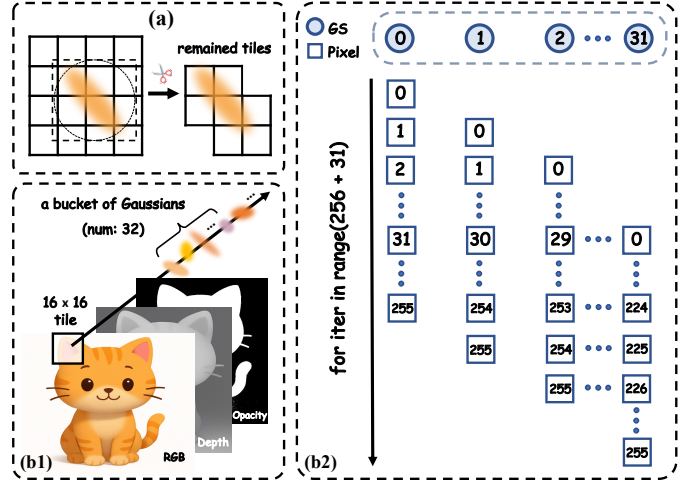 (a)
remained tiles
a bucket of Gaussians
(num: 32)
...
16 × 16
tile
Opacity
Depth
RGB
(b1)
GS
Pixel
0 1 2 ... 31
for iter in range(256 + 31)
0
1 0
2 1 0
31 30 29 ... 0
255 254 253 ... 224
255 254 ... 225
255 ... 226
255
(b2)